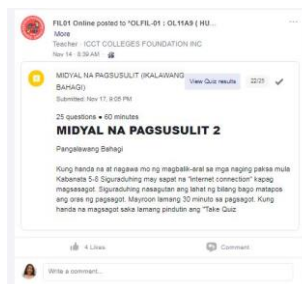 FIL01 Online posted to "OLFIL-01 | OL11A9 | HU...
More
Teacher · ICCT COLLEGES FOUNDATION INC
Nov 14 · 8:39 AM ·
MIDYAL NA PAGSUSULIT (IKALAWANG BAHAGI)
View Quiz results
22/25
Submitted: Nov 17, 9:05 PM
25 questions • 60 minutes
MIDYAL NA PAGSUSULIT 2
Pangalawang Bahagi
Kung handa na at nagawa mo ng magbalik-aral sa mga naging paksa mula
Kabanata 5-8 Siguraduhing may sapat na "internet connection" kapag
magsasagot. Siguraduhing nasagutan ang lahat ng bilang bago matapos
ang oras ng pagsagot. Mayroon lamang 30 minuto sa pagsagot. Kung
handa na magsagot saka lamang pindutin ang "Take Quiz
4 Likes
Comment
Write a comment...